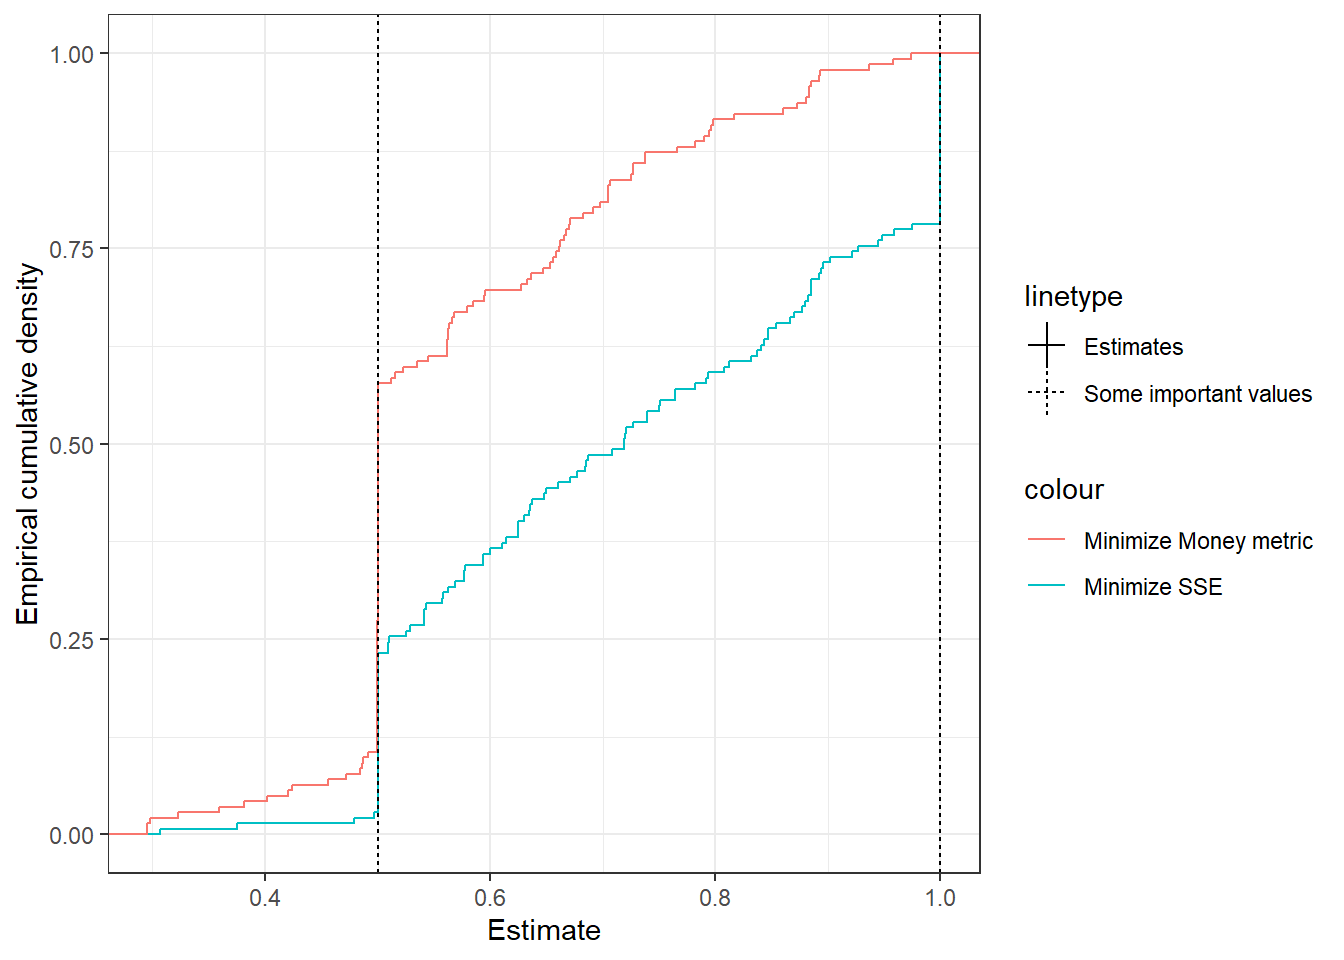 1.00
0.75
0.50
0.25
0.00
Empirical cumulative density
0.4
0.6
0.8
1.0
Estimate
linetype
Estimates
Some important values
colour
Minimize Money metric
Minimize SSE